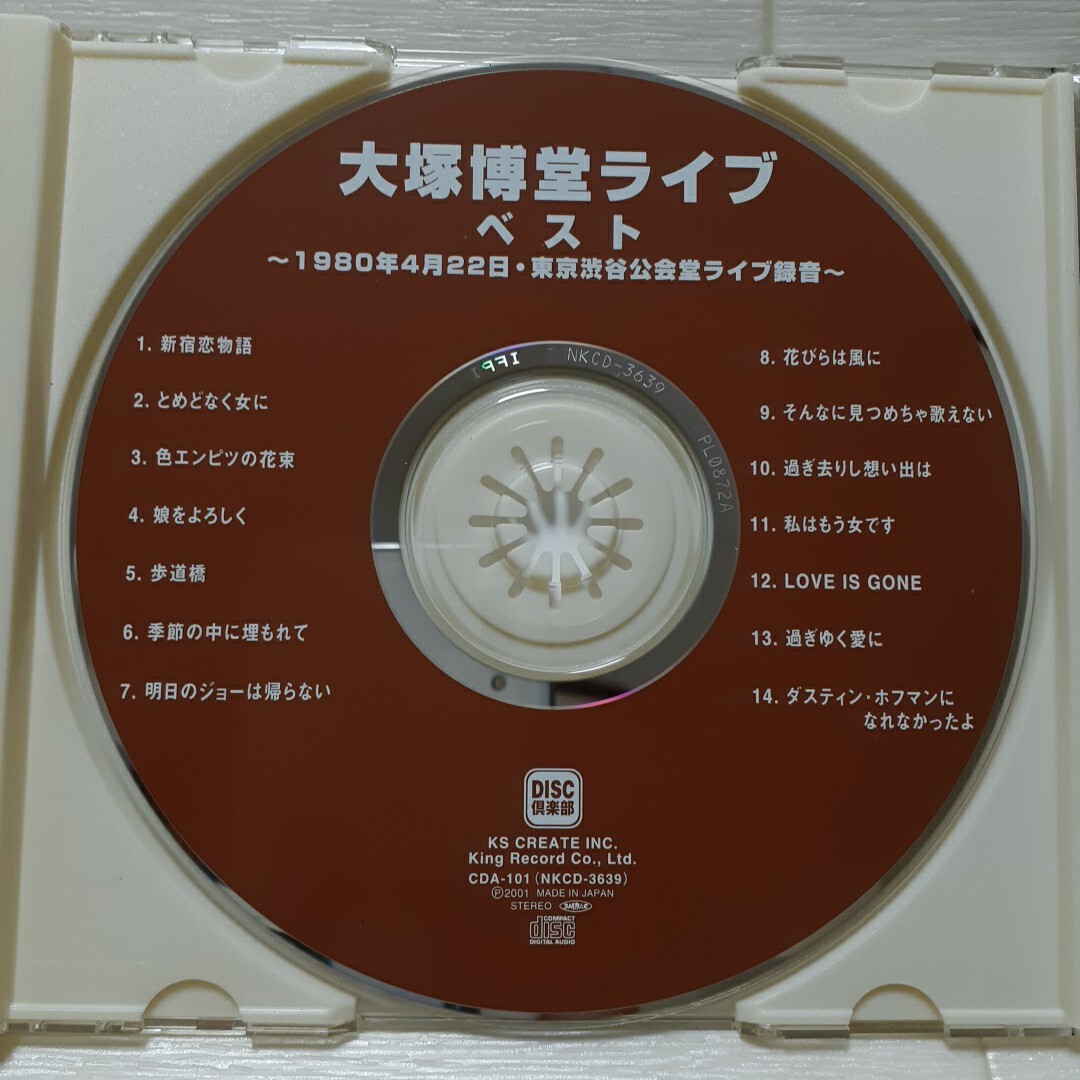 大塚博堂ライブ
ベスト
～1980年4月22日・東京渋谷公会堂ライブ録音～
1. 新宿恋物語
2. とめどなく女に
3. 色エンピツの花束
4. 娘をよろしく
5. 歩道橋
6. 季節の中に埋もれて
7. 明日のジョーは帰らない
8. 花びらは風に
9. そんなに見つめちゃ歌えない
10. 過ぎ去りし想い出は
11. 私はもう女です
12. LOVE IS GONE
13. 過ぎゆく愛に
14. ダスティン・ホフマンに
なれなかったよ
IFPI
NKCD-3639
PL0872A
DISC
倶楽部
KS CREATE INC.
King Record Co., Ltd.
CDA-101 (NKCD-3639)
Ⓟ2001 MADE IN JAPAN
STEREO JASRAC
COMPACT
disc
DIGITAL AUDIO